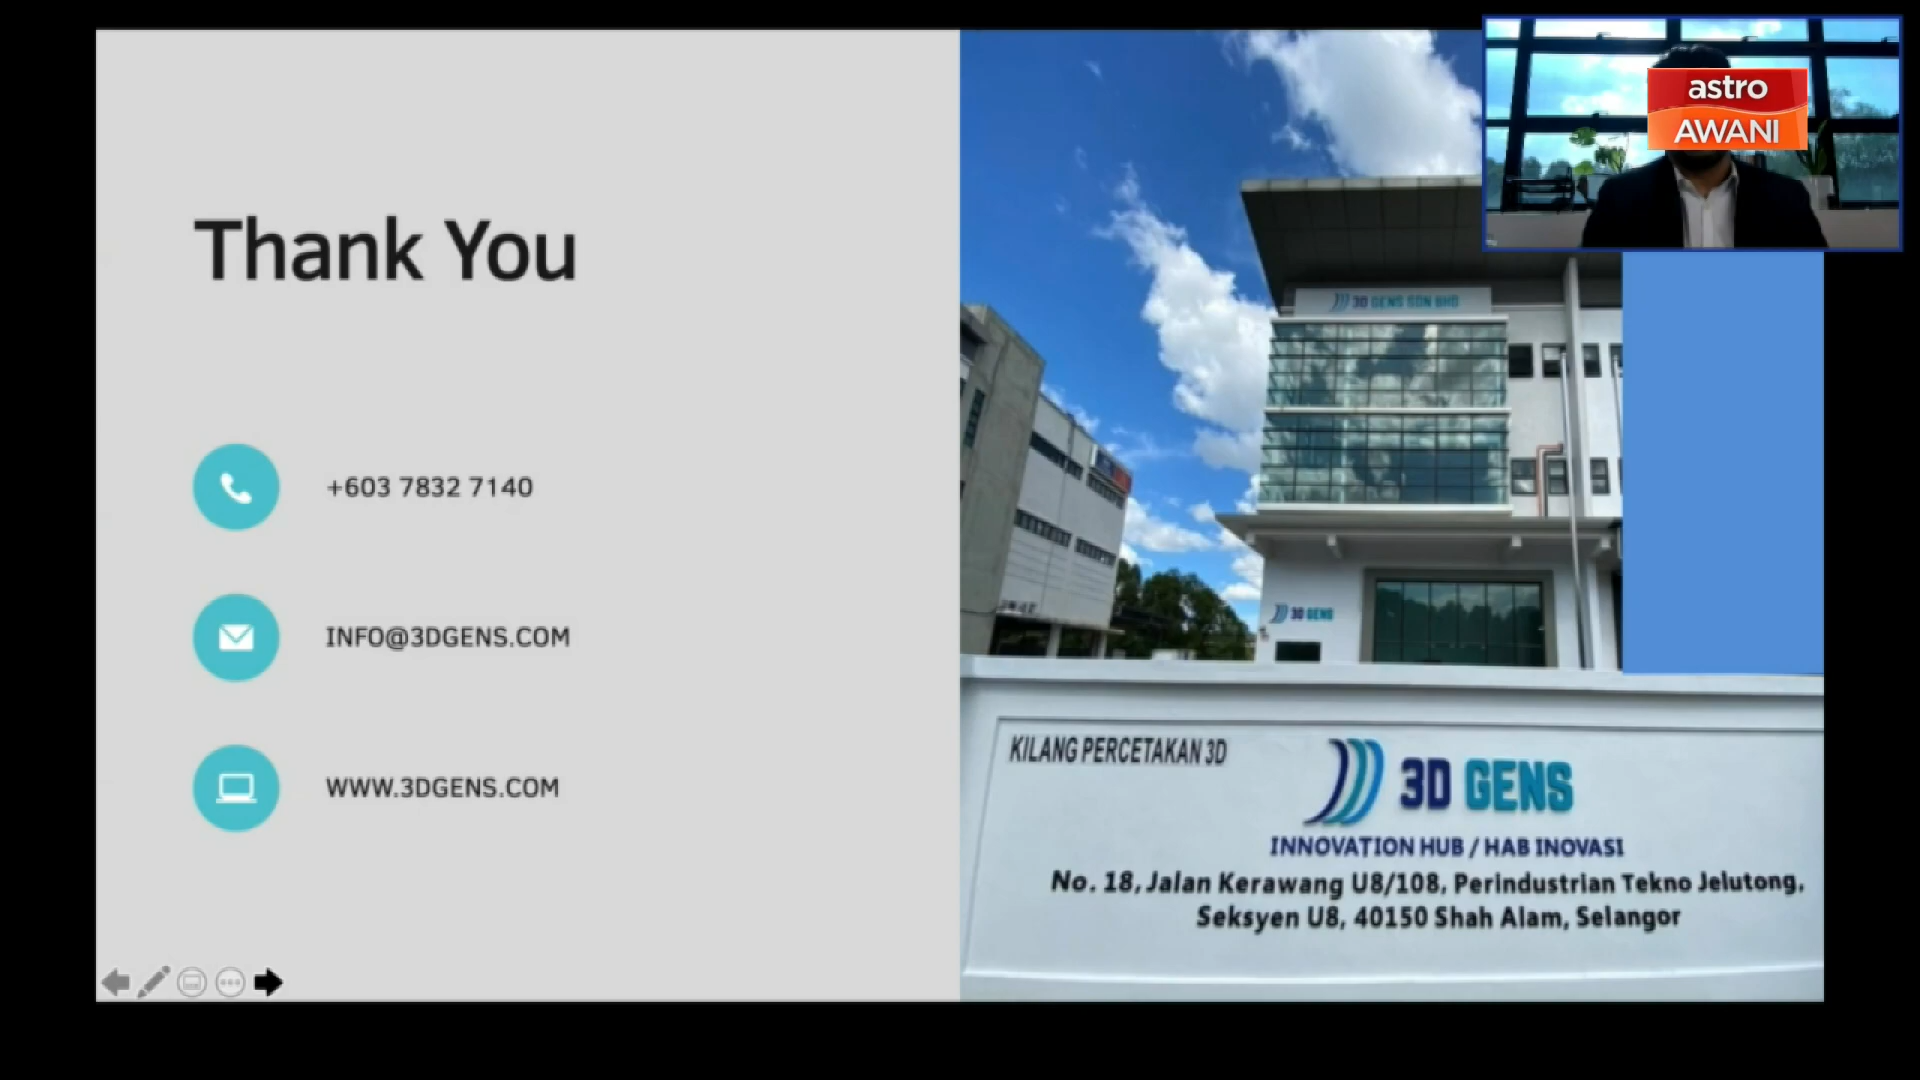 astro
AWANI
Thank You
+603 7832 7140
INFO@3DGENS.COM
WWW.3DGENS.COM
3D GENS SDN BHD
3D GENS
KILANG PERCETAKAN 3D
3D GENS
INNOVATION HUB / HAB INOVASI
No. 18, Jalan Kerawang U8/108, Perindustrian Tekno Jelutong,
Seksyen U8, 40150 Shah Alam, Selangor